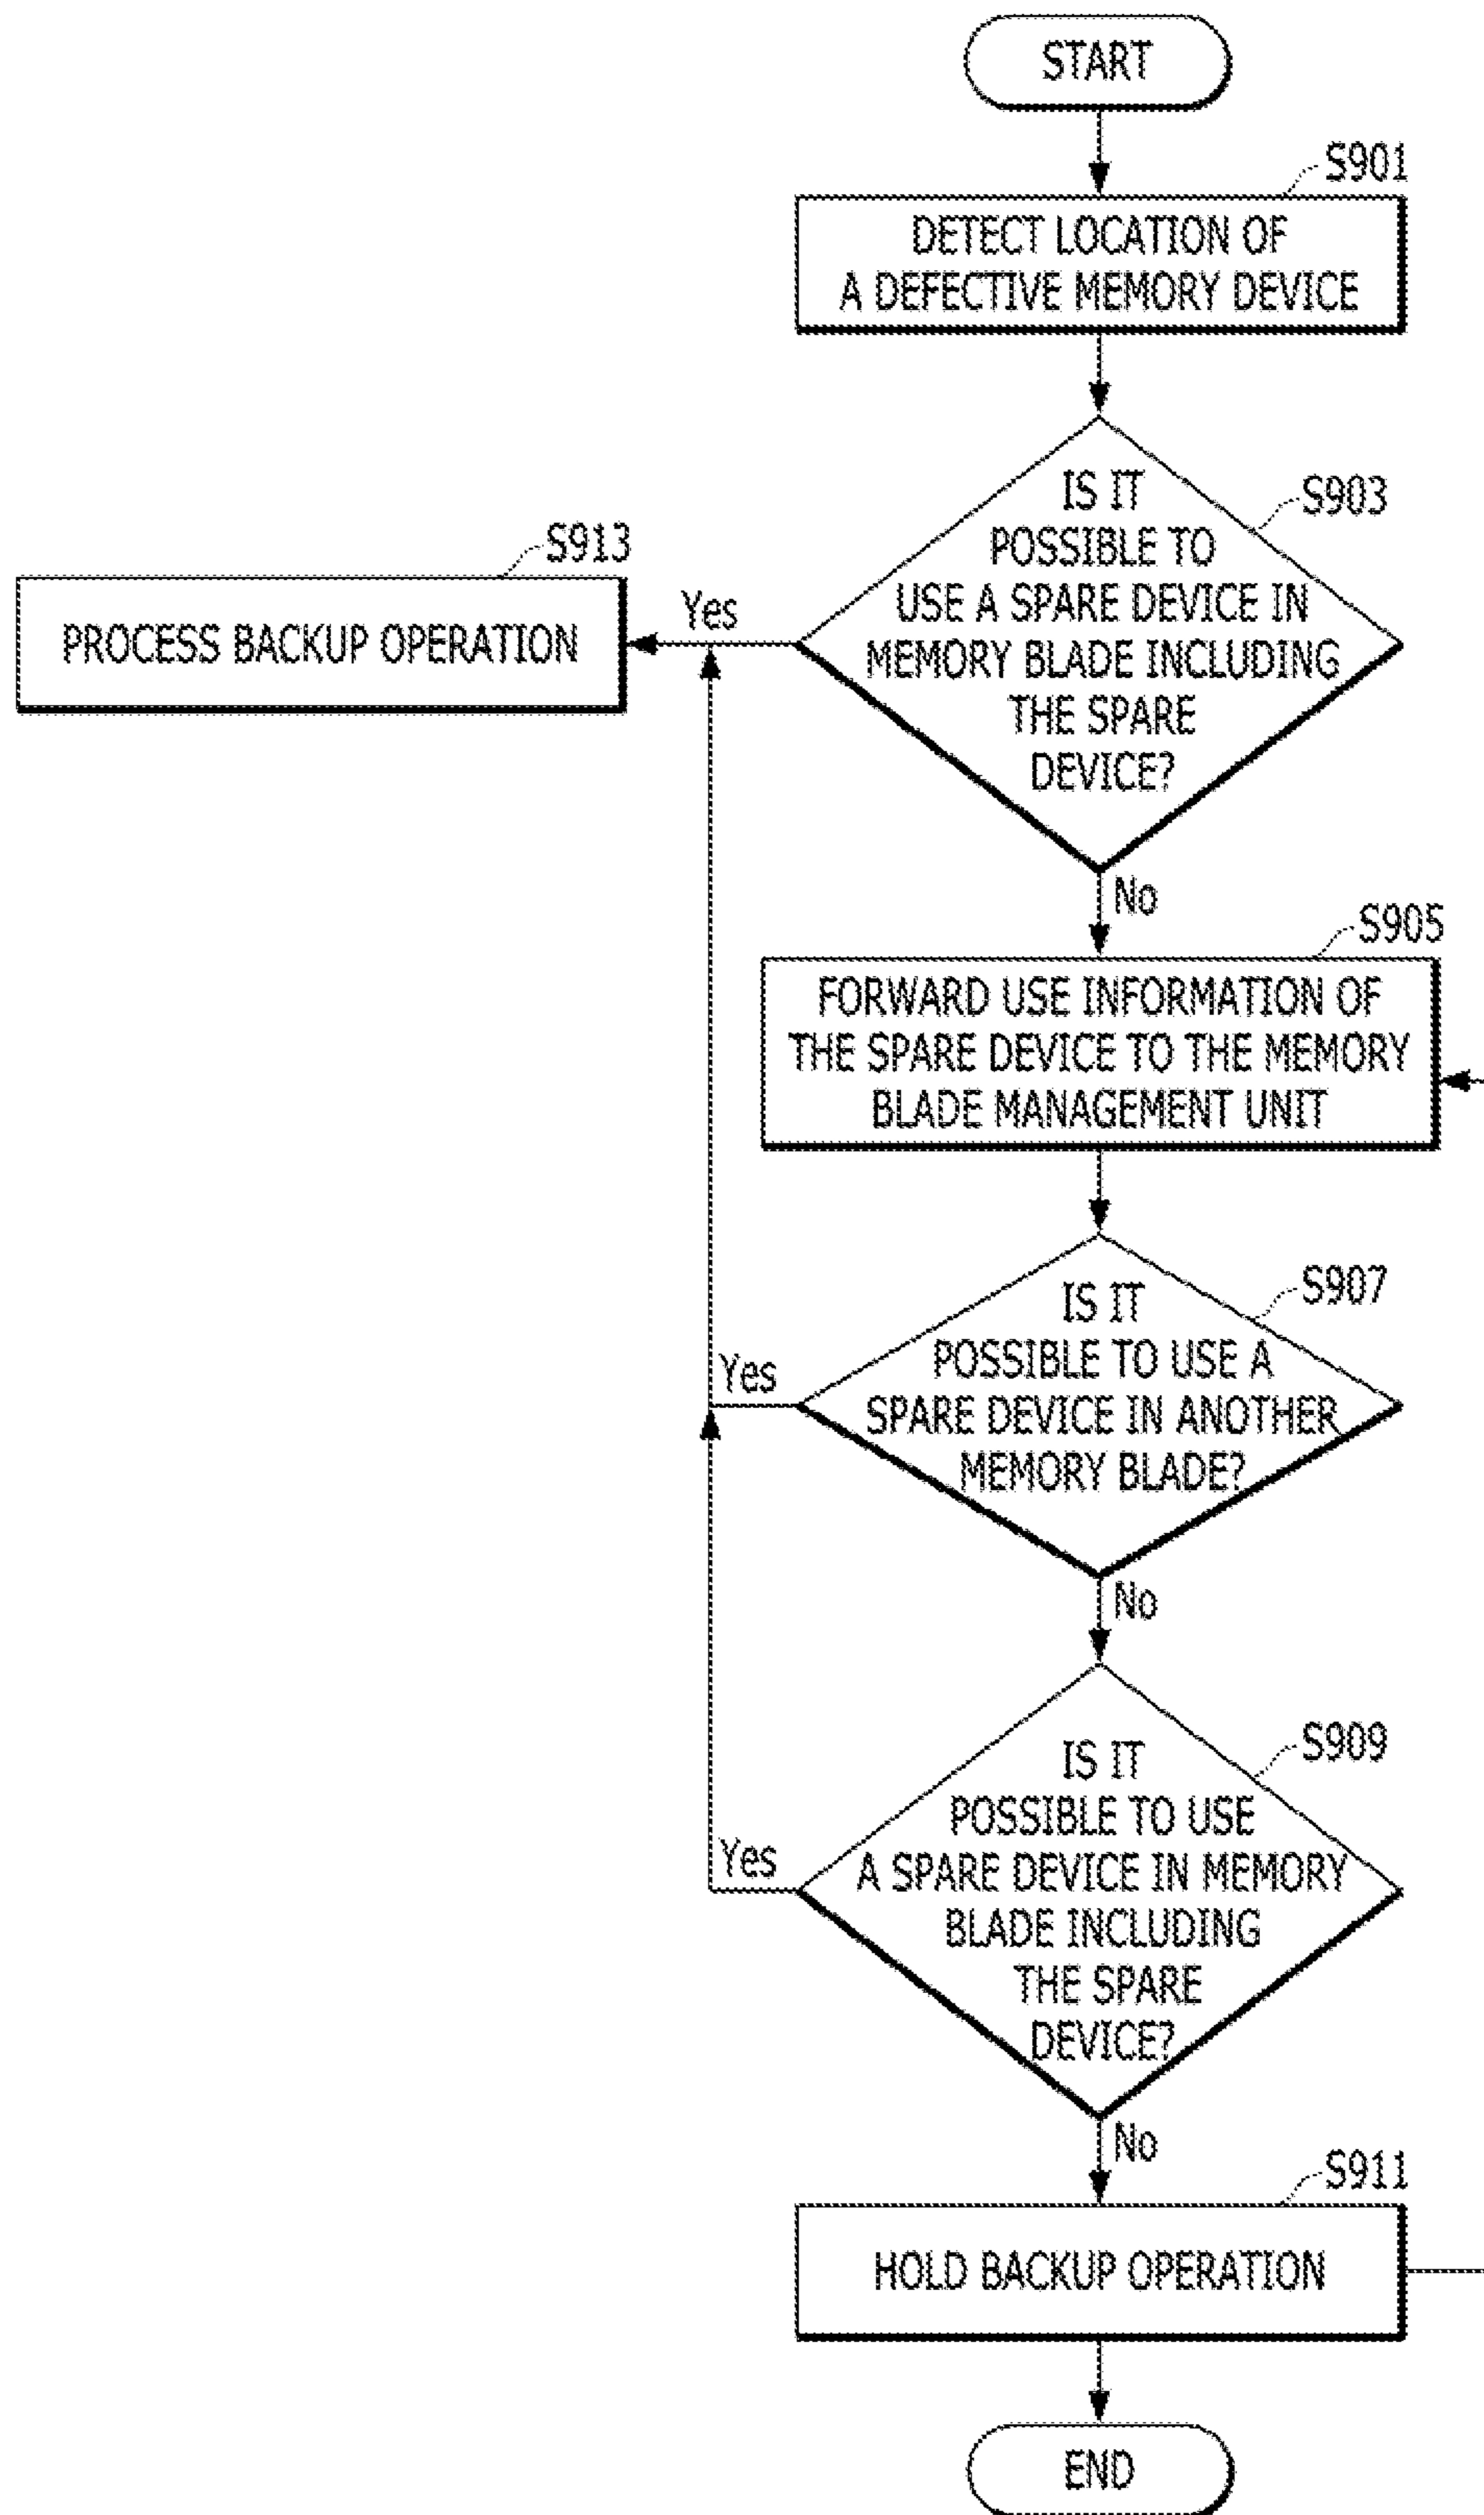 START
S901
DETECT LOCATION OF
A DEFECTIVE MEMORY DEVICE
S903
IS IT
POSSIBLE TO
USE A SPARE DEVICE IN
MEMORY BLADE INCLUDING
THE SPARE
DEVICE?
Yes
S913
PROCESS BACKUP OPERATION
No
S905
FORWARD USE INFORMATION OF
THE SPARE DEVICE TO THE MEMORY
BLADE MANAGEMENT UNIT
S907
IS IT
POSSIBLE TO USE A
SPARE DEVICE IN ANOTHER
MEMORY BLADE?
Yes
No
S909
IS IT
POSSIBLE TO USE
A SPARE DEVICE IN MEMORY
BLADE INCLUDING
THE SPARE
DEVICE?
Yes
No
S911
HOLD BACKUP OPERATION
END